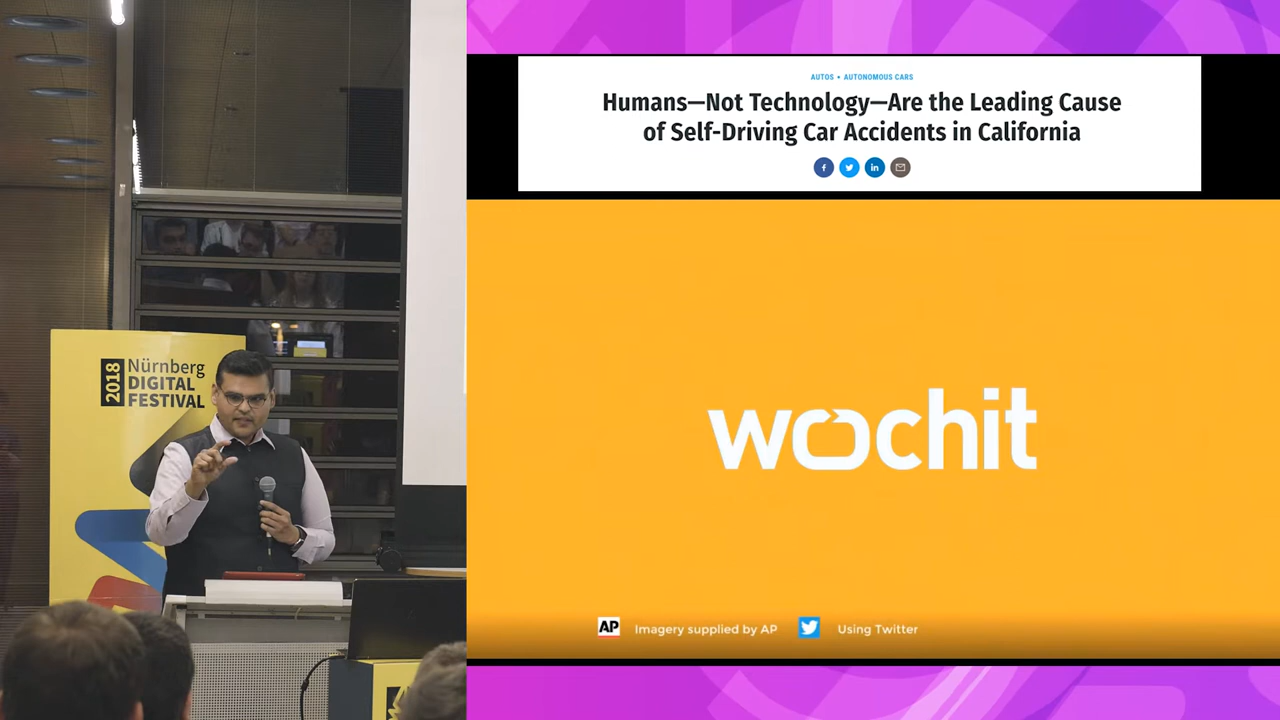 2018
Nürnberg
DIGITAL
FESTIVAL
AUTOS • AUTONOMOUS CARS
Humans—Not Technology—Are the Leading Cause
of Self-Driving Car Accidents in California
wochit
AP Imagery supplied by AP Using Twitter